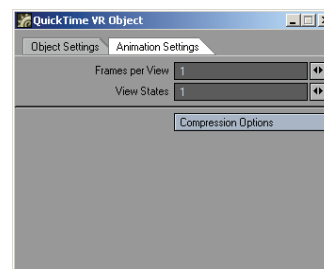 QuickTime VR Object
Object Settings Animation Settings
Frames per View 1
View States 1
Compression Options